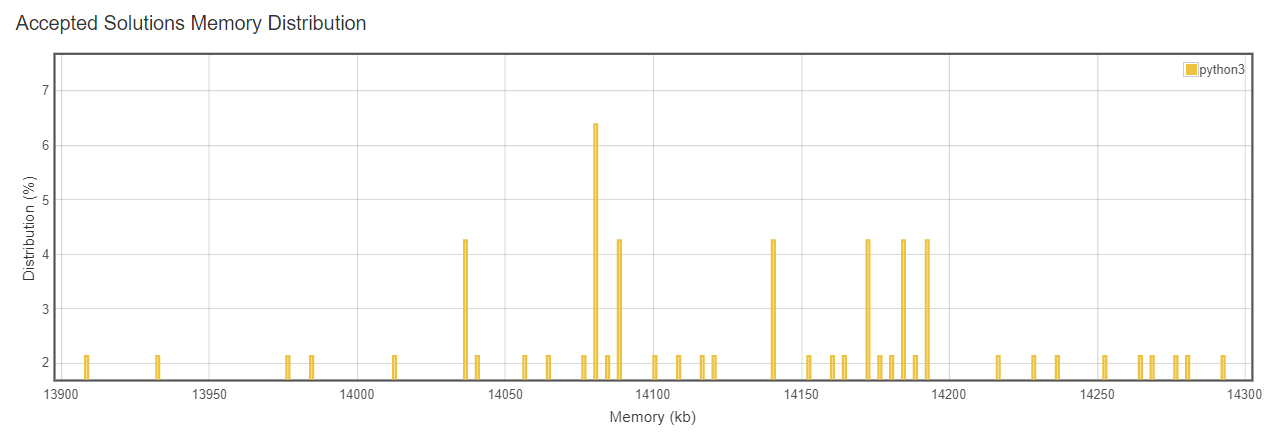 Accepted Solutions Memory Distribution
python3
7
6
5
4
3
2
Distribution (%)
13900 13950 14000 14050 14100 14150 14200 14250 14300
Memory (kb)